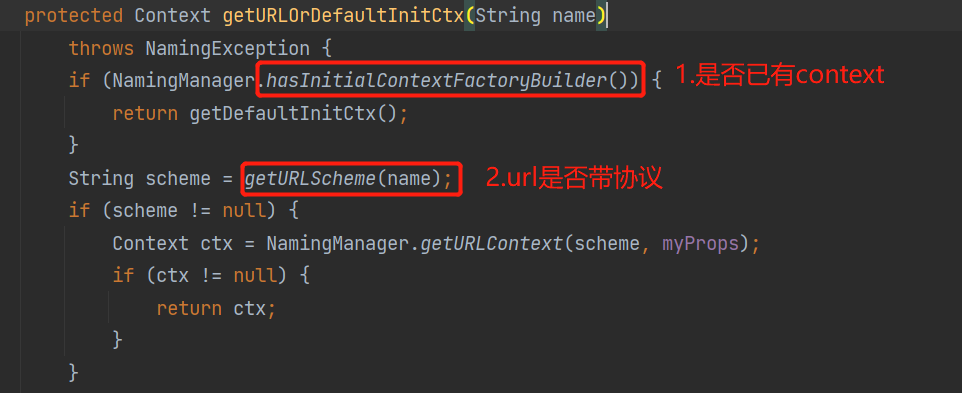 protected Context getURLOrDefaultInitCtx(String name)
throws NamingException {
if (NamingManager.hasInitialContextFactoryBuilder()) { 1.是否已有context
return getDefaultInitCtx();
}
String scheme = getURLScheme(name); 2.url是否带协议
if (scheme != null) {
Context ctx = NamingManager.getURLContext(scheme, myProps);
if (ctx != null) {
return ctx;
}
}